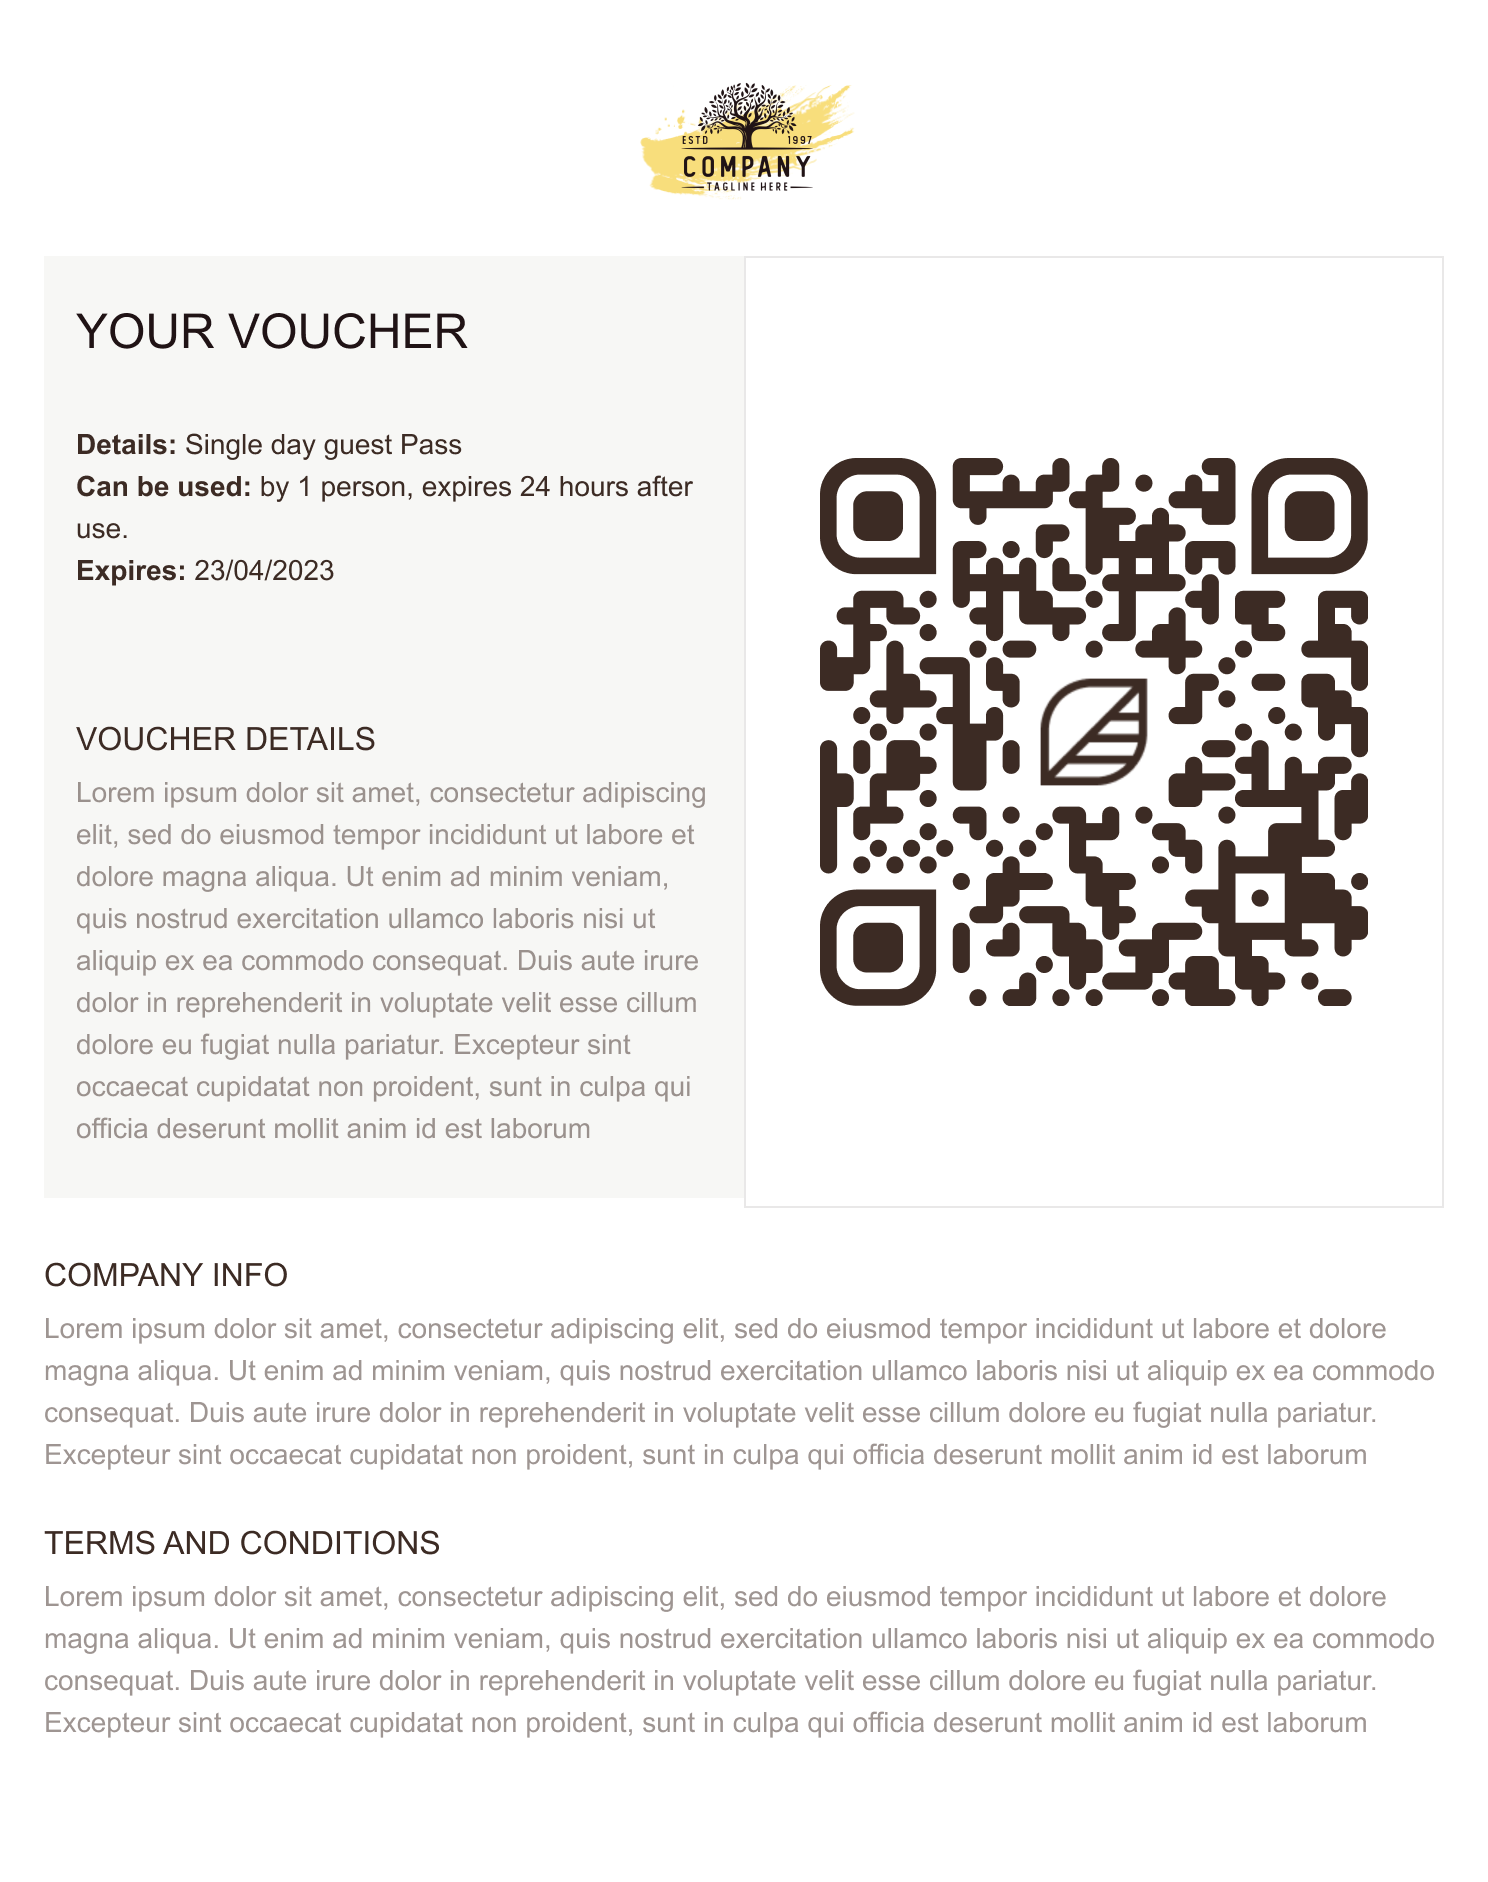 ESTD 1997
COMPANY
TAGLINE HERE
YOUR VOUCHER
Details: Single day guest Pass
Can be used: by 1 person, expires 24 hours after
use.
Expires: 23/04/2023
VOUCHER DETAILS
Lorem ipsum dolor sit amet, consectetur adipiscing
elit, sed do eiusmod tempor incididunt ut labore et
dolore magna aliqua. Ut enim ad minim veniam,
quis nostrud exercitation ullamco laboris nisi ut
aliquip ex ea commodo consequat. Duis aute irure
dolor in reprehenderit in voluptate velit esse cillum
dolore eu fugiat nulla pariatur. Excepteur sint
occaecat cupidatat non proident, sunt in culpa qui
officia deserunt mollit anim id est laborum
COMPANY INFO
Lorem ipsum dolor sit amet, consectetur adipiscing elit, sed do eiusmod tempor incididunt ut labore et dolore
magna aliqua. Ut enim ad minim veniam, quis nostrud exercitation ullamco laboris nisi ut aliquip ex ea commodo
consequat. Duis aute irure dolor in reprehenderit in voluptate velit esse cillum dolore eu fugiat nulla pariatur.
Excepteur sint occaecat cupidatat non proident, sunt in culpa qui officia deserunt mollit anim id est laborum
TERMS AND CONDITIONS
Lorem ipsum dolor sit amet, consectetur adipiscing elit, sed do eiusmod tempor incididunt ut labore et dolore
magna aliqua. Ut enim ad minim veniam, quis nostrud exercitation ullamco laboris nisi ut aliquip ex ea commodo
consequat. Duis aute irure dolor in reprehenderit in voluptate velit esse cillum dolore eu fugiat nulla pariatur.
Excepteur sint occaecat cupidatat non proident, sunt in culpa qui officia deserunt mollit anim id est laborum